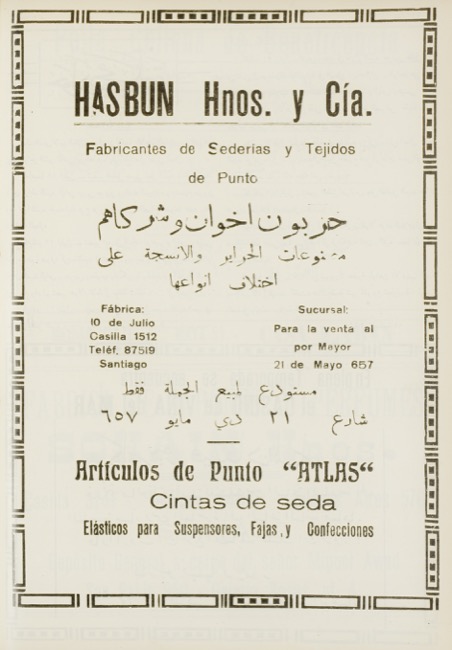 HASBUN Hnos. y Cía.
Fabricantes de Sederías y Tejidos
de Punto
حزبون اخوان وشركاهم
مصنوعات الحراير والانسجة على
اختلاف انواعها
Fábrica:
10 de Julio
Casilla 1512
Teléf. 87519
Santiago
Sucursal:
Para la venta al
por Mayor
21 de Mayo 657
مستودع لبيع الجملة فقط
شارع ٢١ دي مايو ٦٥٧
Artículos de Punto “ATLAS“
Cintas de seda
Elásticos para Suspensores, Fajas, y Confecciones